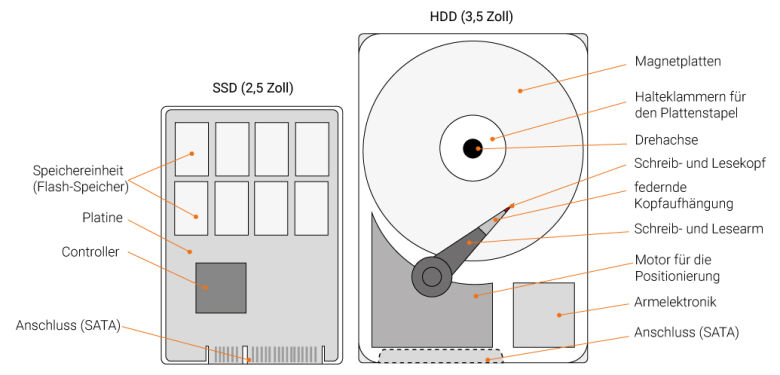 SSD (2,5 Zoll)
Speichereinheit
(Flash-Speicher)
Platine
Controller
Anschluss (SATA)
HDD (3,5 Zoll)
Magnetplatten
Halteklammern für
den Plattenstapel
Drehachse
Schreib- und Lesekopf
federnde
Kopfaufhängung
Schreib- und Lesearm
Motor für die
Positionierung
Armelektronik
Anschluss (SATA)